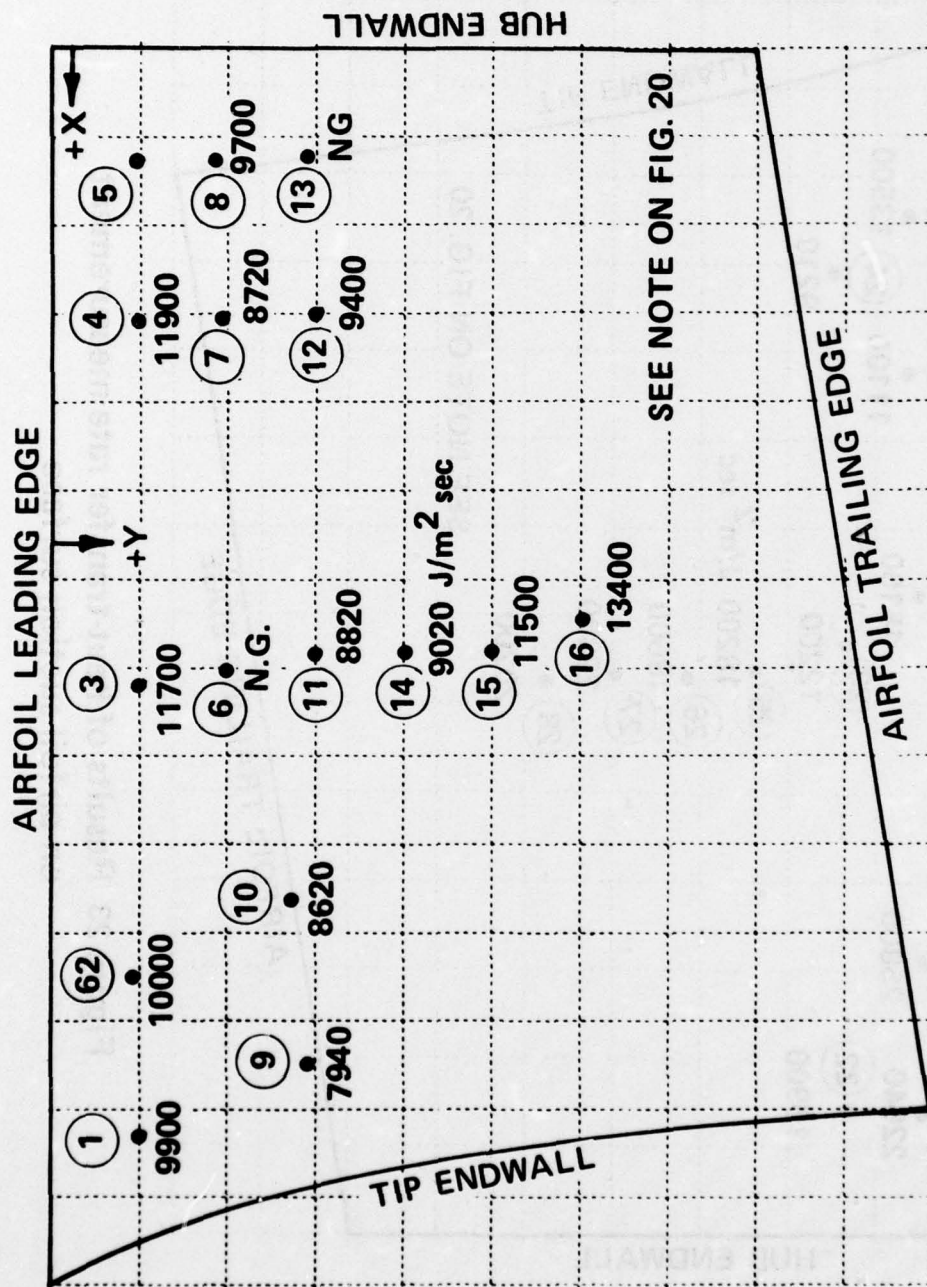 AIRFOIL LEADING EDGE
HUB ENDWALL
+X
+Y
1
9900
62
10000
3
11700
4
11900
5
6
N.G.
7
8720
8
9700
9
7940
10
8620
11
8820
12
9400
13
NG
14
9020 J/m² sec
15
11500
16
13400
SEE NOTE ON FIG. 20
TIP ENDWALL
AIRFOIL TRAILING EDGE